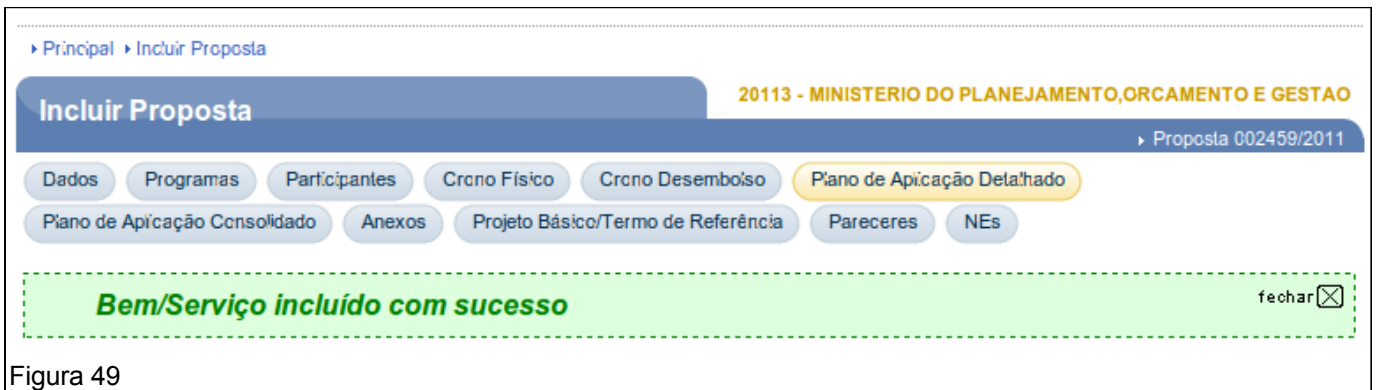 Principal Incluir Proposta
Incluir Proposta
20113 - MINISTERIO DO PLANEJAMENTO,ORCAMENTO E GESTAO
Proposta 002459/2011
Dados Programas Participantes Crono Físico Crono Desembolso Plano de Aplicação Detalhado
Plano de Aplicação Consolidado Anexos Projeto Básico/Termo de Referência Pareceres NEs
Bem/Serviço incluído com sucesso
fechar
Figura 49